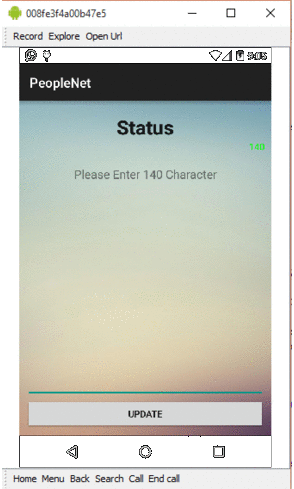 008fe3f4a00b47e5
Record Explore Open Url
9:05
PeopleNet
Status
140
Please Enter 140 Character
UPDATE
Home Menu Back Search Call End call